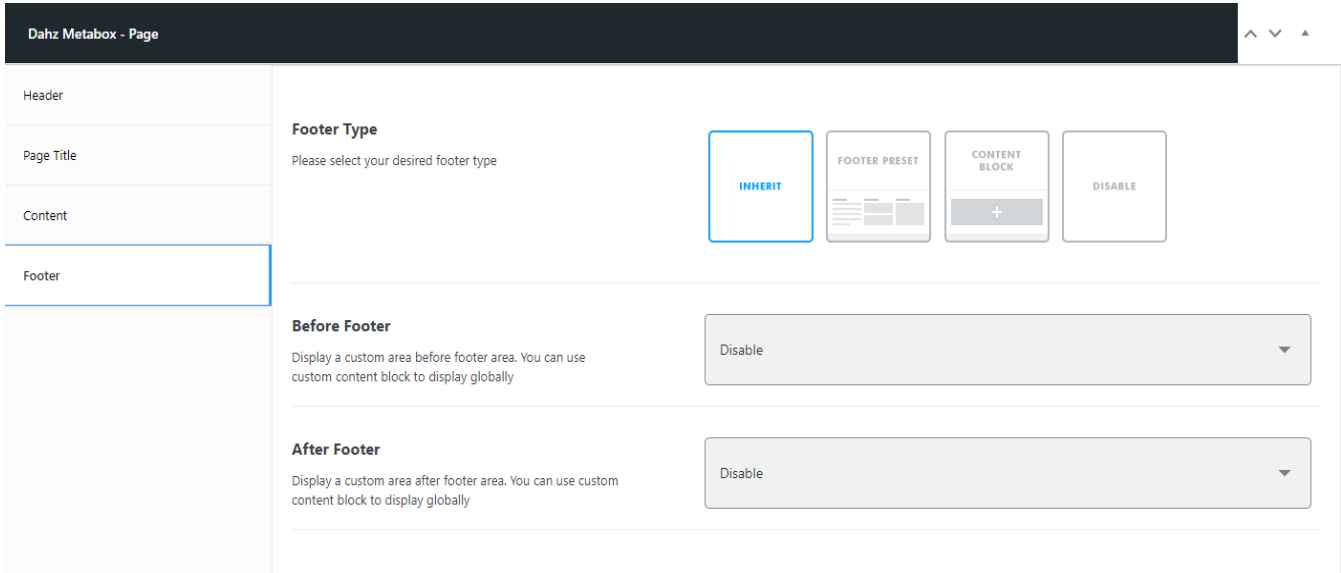 Dahz Metabox - Page
Header
Page Title
Content
Footer
Footer Type
Please select your desired footer type
INHERIT
FOOTER PRESET
CONTENT
BLOCK
DISABLE
Before Footer
Display a custom area before footer area. You can use
custom content block to display globally
Disable
After Footer
Display a custom area after footer area. You can use custom
content block to display globally
Disable